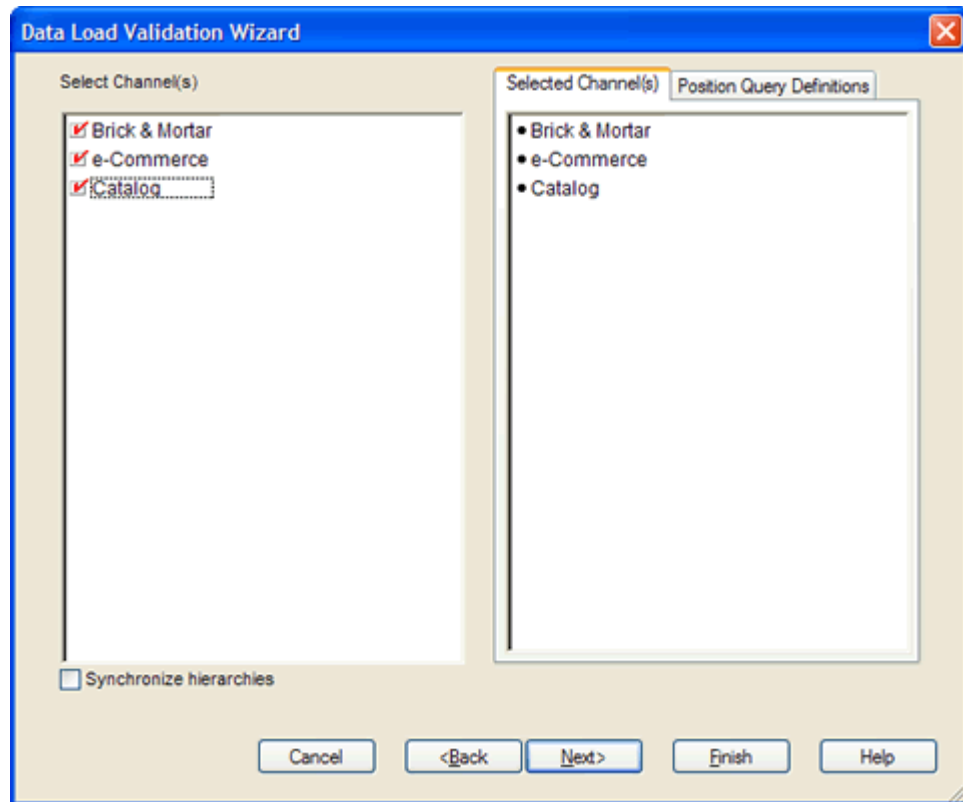 Data Load Validation Wizard
Select Channel(s)
Brick & Mortar
e-Commerce
Catalog
Synchronize hierarchies
Selected Channel(s) Position Query Definitions
Brick & Mortar
e-Commerce
Catalog
Cancel <Back Next> Finish Help